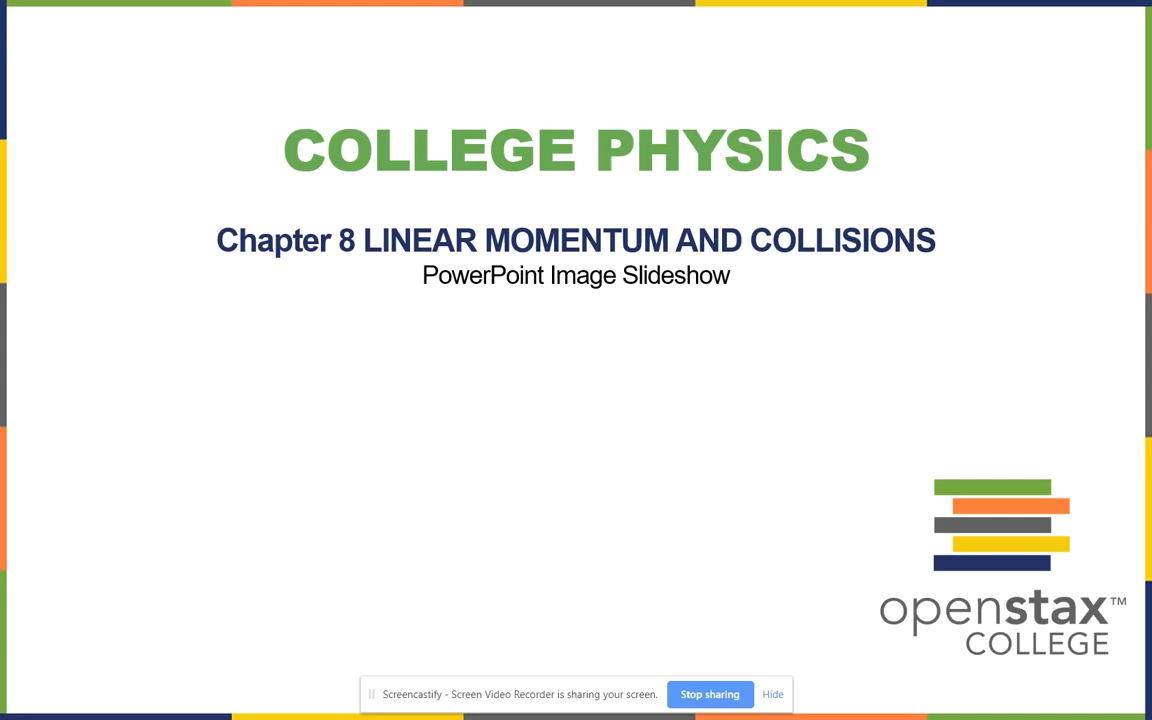 COLLEGE PHYSICS
Chapter 8 LINEAR MOMENTUM AND COLLISIONS
PowerPoint Image Slideshow
openstax™
COLLEGE
Screencastify - Screen Video Recorder is sharing your screen. Stop sharing Hide